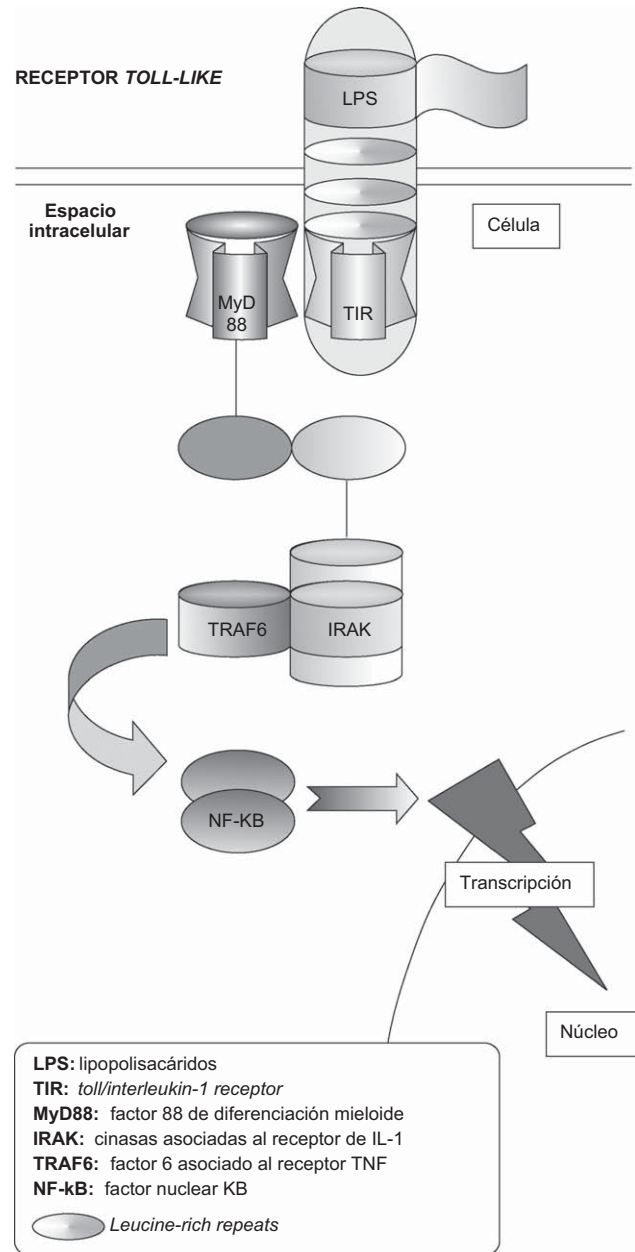 RECEPTOR TOLL-LIKE
LPS
Espacio
intracelular
Célula
MyD
88
TIR
TRAF6
IRAK
NF-KB
Transcripción
Núcleo
LPS: lipopolisacáridos
TIR: toll/interleukin-1 receptor
MyD88: factor 88 de diferenciación mieloide
IRAK: cinasas asociadas al receptor de IL-1
TRAF6: factor 6 asociado al receptor TNF
NF-kB: factor nuclear KB
Leucine-rich repeats